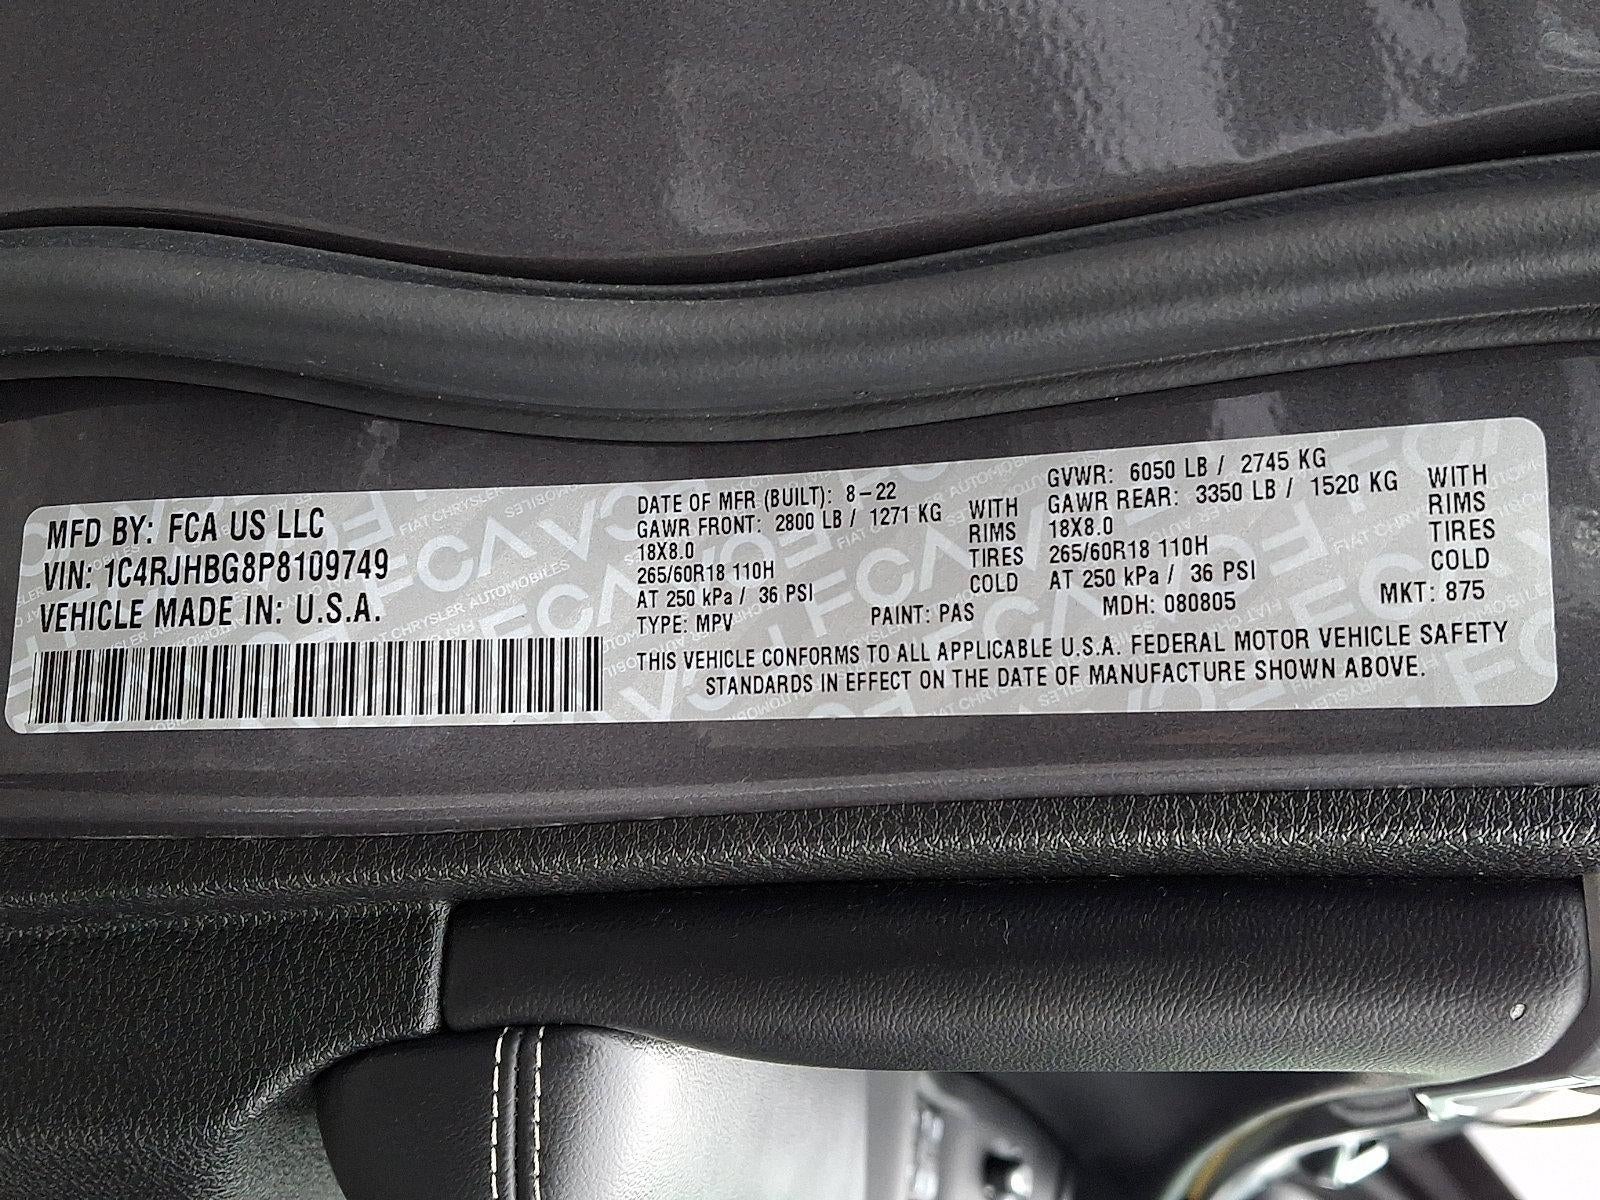 MFD BY: FCA US LLC
VIN: 1C4RJHBG8P8109749
VEHICLE MADE IN: U.S.A.
DATE OF MFR (BUILT): 8-22
GAWR FRONT: 2800 LB / 1271 KG WITH
18X8.0 RIMS
265/60R18 110H TIRES
AT 250 kPa / 36 PSI COLD
TYPE: MPV PAINT: PAS
GVWR: 6050 LB / 2745 KG
GAWR REAR: 3350 LB / 1520 KG WITH
18X8.0 RIMS
265/60R18 110H TIRES
AT 250 kPa / 36 PSI COLD
MDH: 080805 MKT: 875
THIS VEHICLE CONFORMS TO ALL APPLICABLE U.S.A. FEDERAL MOTOR VEHICLE SAFETY
STANDARDS IN EFFECT ON THE DATE OF MANUFACTURE SHOWN ABOVE.